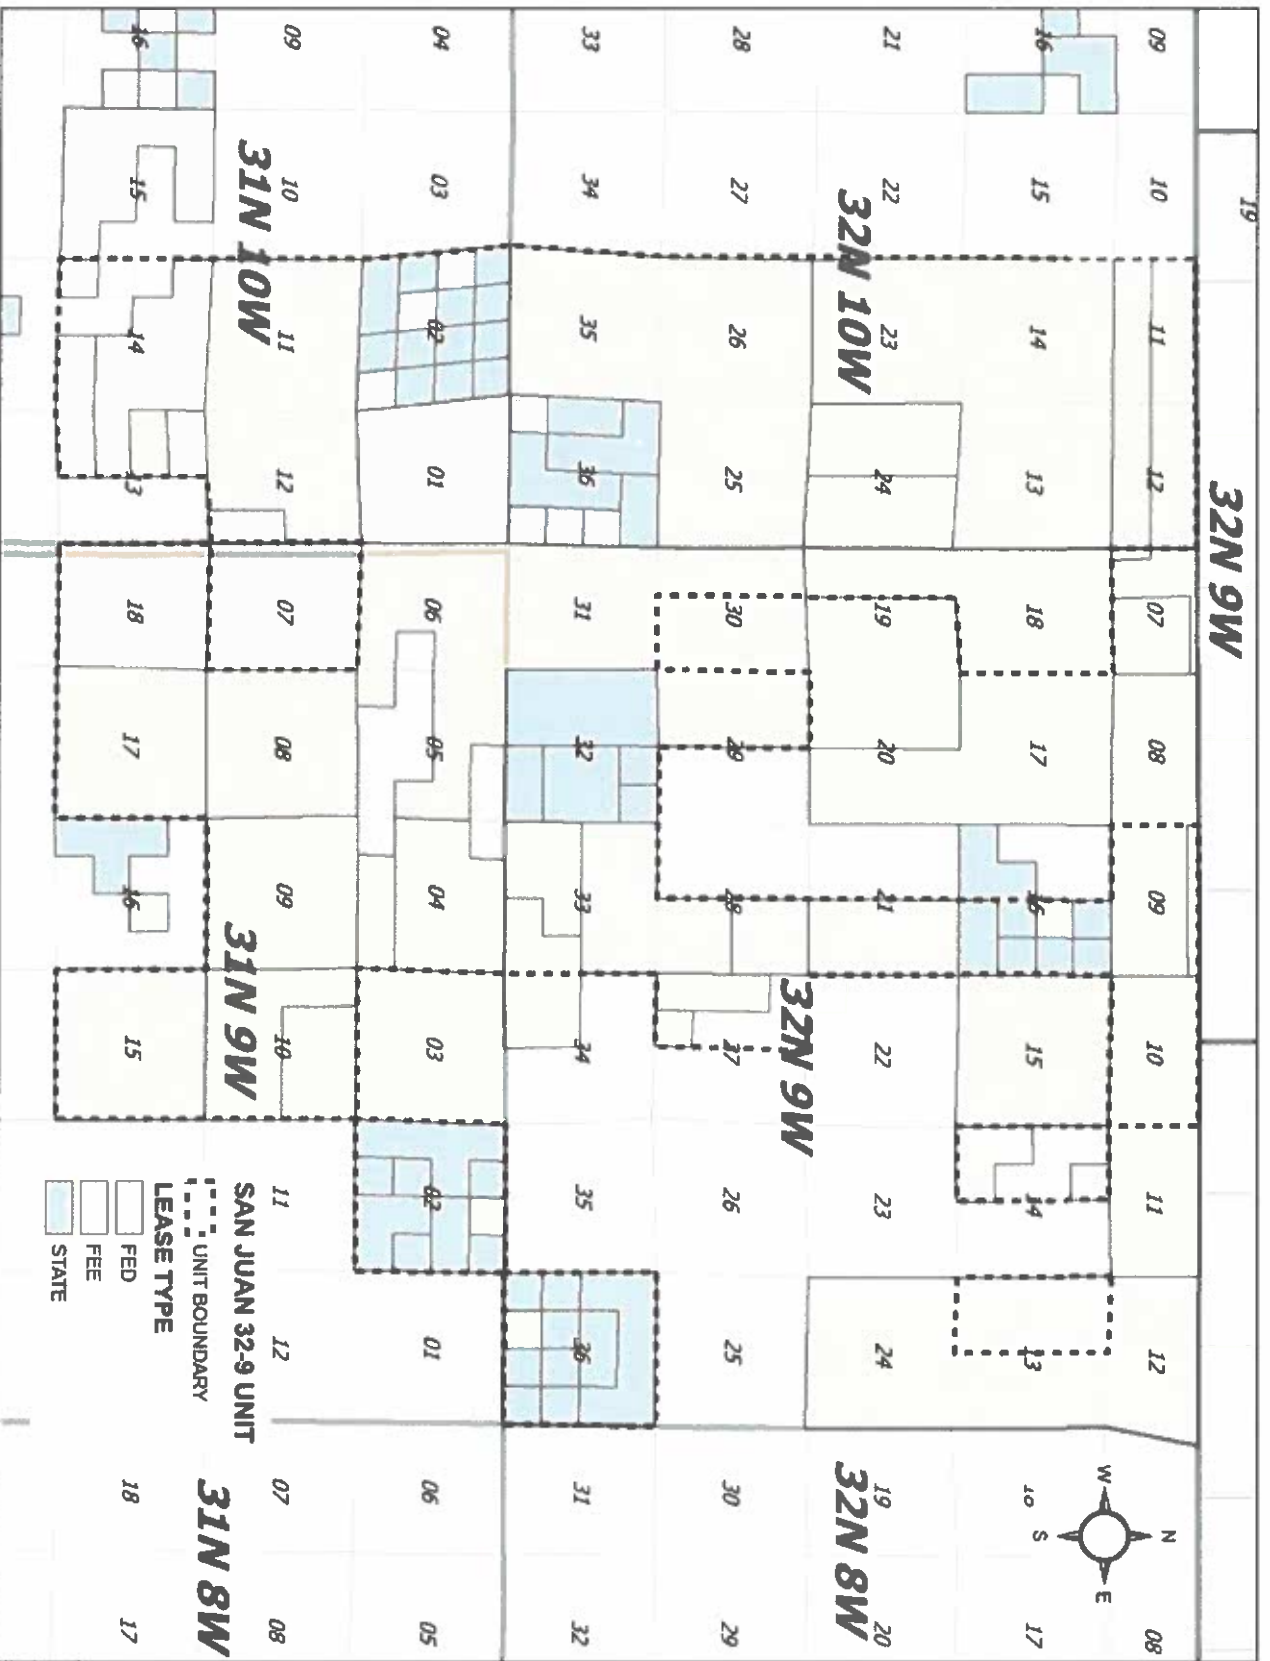 19
32N 9W
N
09 10 11 12 07 08 09 10 11 12 08
W E
S
16 15 14 13 18 17 16 15 14 13 17
21 22 23 24 19 20 21 22 23 24 19 20
32N 10W 32N 8W
32N 9W
28 27 26 25 30 29 28 27 26 25 30 29
33 34 35 36 31 32 33 34 35 36 31 32
04 03 02 01 06 05 04 03 02 01 06 05
09 10 11 12 07 08 09 10 11 12 07 08
31N 10W 31N 9W 31N 8W
SAN JUAN 32-9 UNIT
UNIT BOUNDARY
LEASE TYPE
16 15 14 13 18 17 16 15 18 17
FED
FEE
STATE